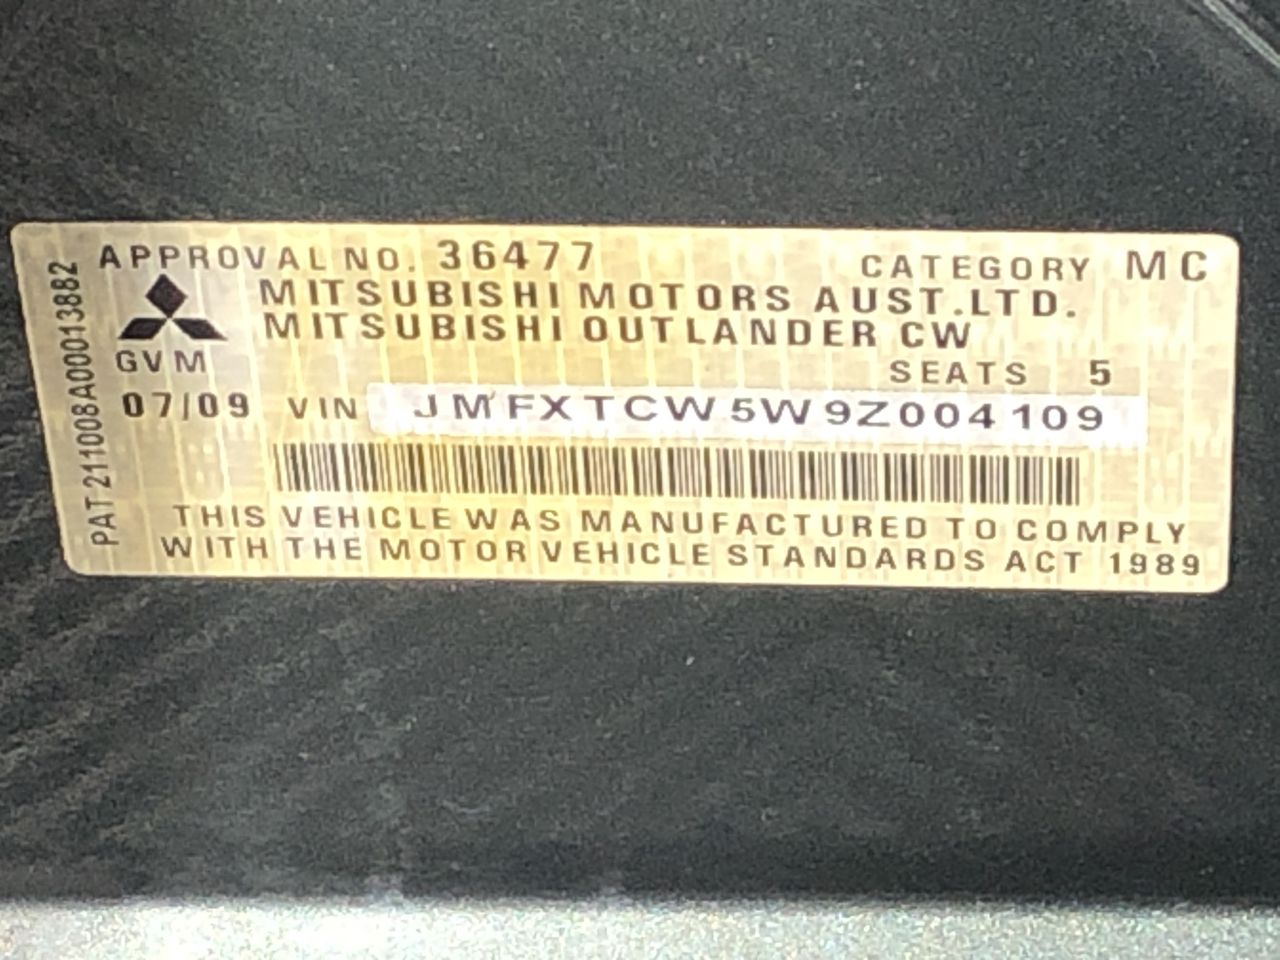 APPROVAL NO. 36477 CATEGORY MC
MITSUBISHI MOTORS AUST.LTD.
MITSUBISHI OUTLANDER CW
GVM SEATS 5
07/09 VIN JMFXTCW5W9Z004109
THIS VEHICLE WAS MANUFACTURED TO COMPLY
WITH THE MOTOR VEHICLE STANDARDS ACT 1989
PAT 211008A00013882